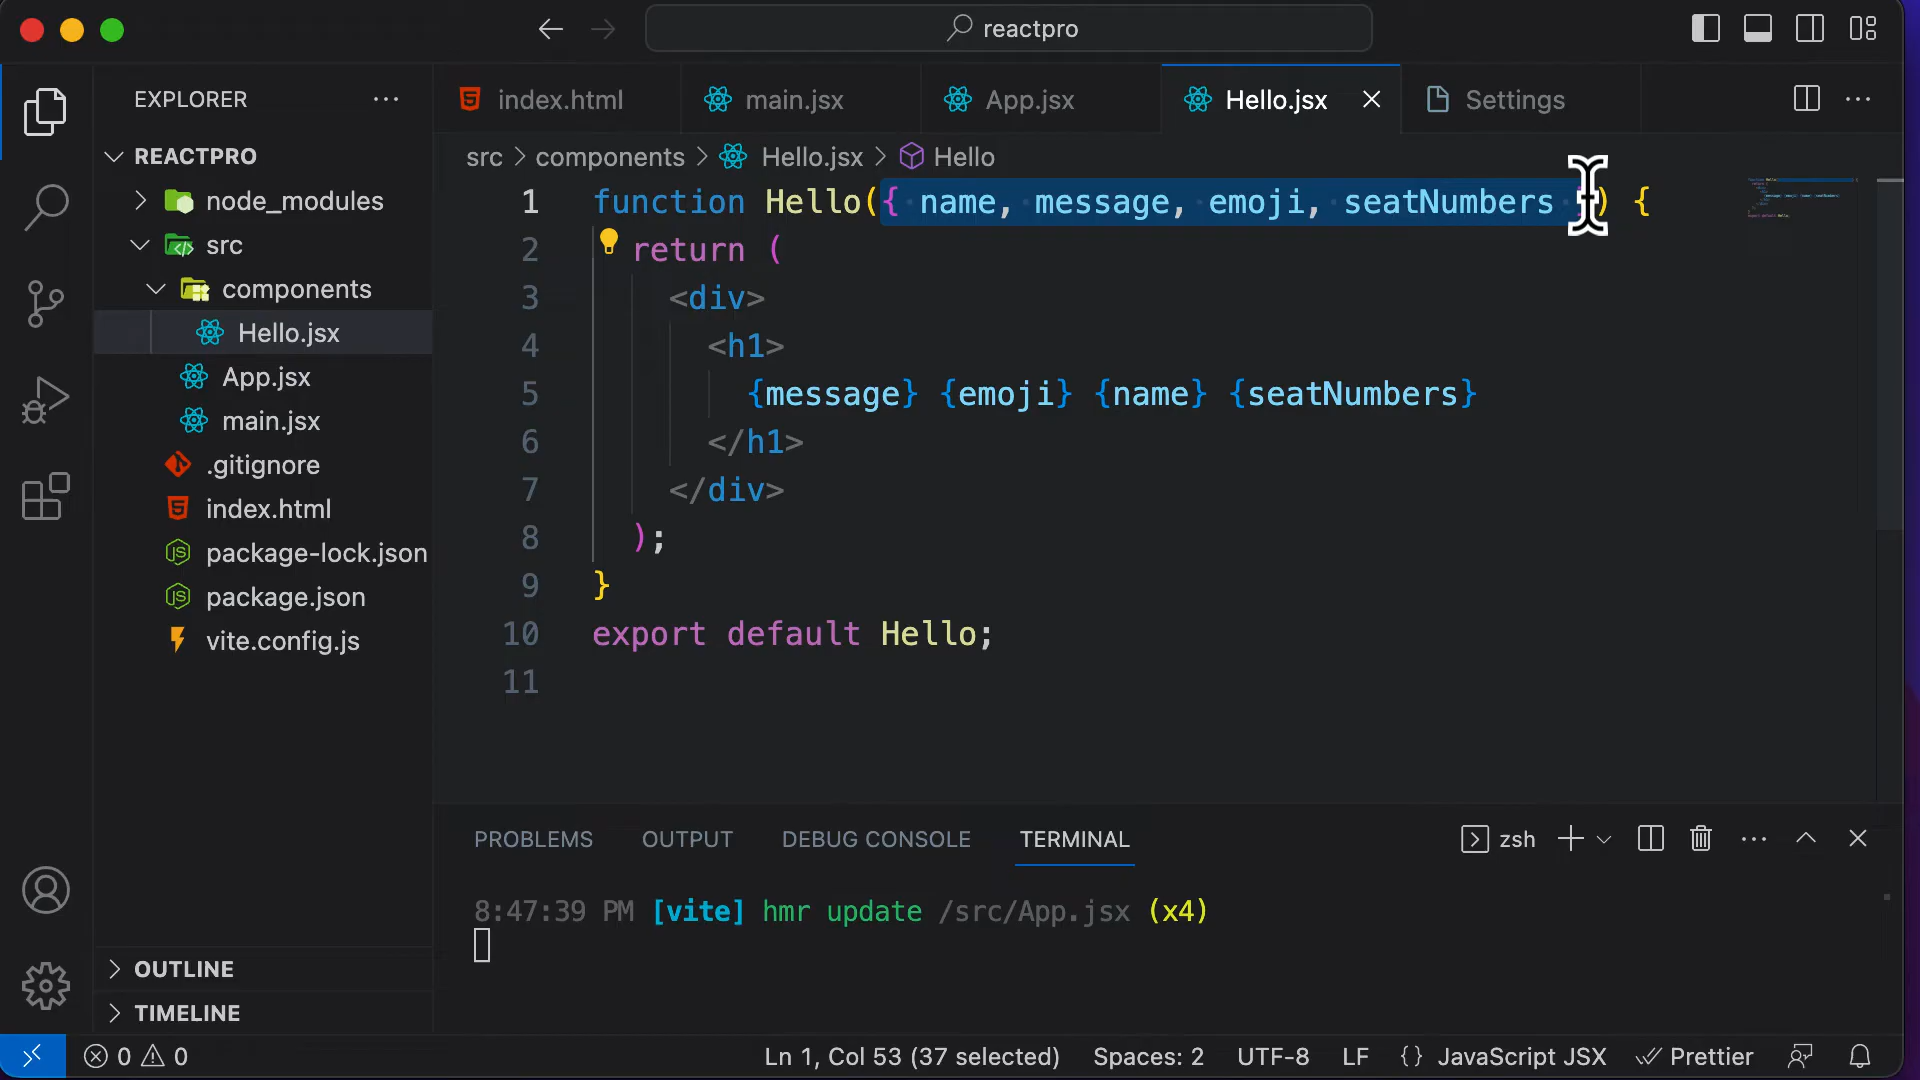 reactpro
EXPLORER
REACTPRO
node_modules
src
components
Hello.jsx
App.jsx
main.jsx
.gitignore
index.html
package-lock.json
package.json
vite.config.js
OUTLINE
TIMELINE
index.html
main.jsx
App.jsx
Hello.jsx
Settings
src > components > Hello.jsx > Hello
1 function Hello({ name, message, emoji, seatNumbers }) {
2 return (
3 <div>
4 <h1>
5 {message} {emoji} {name} {seatNumbers}
6 </h1>
7 </div>
8 );
9 }
10 export default Hello;
11
PROBLEMS OUTPUT DEBUG CONSOLE TERMINAL zsh
8:47:39 PM [vite] hmr update /src/App.jsx (x4)
0 0 Ln 1, Col 53 (37 selected) Spaces: 2 UTF-8 LF {} JavaScript JSX Prettier